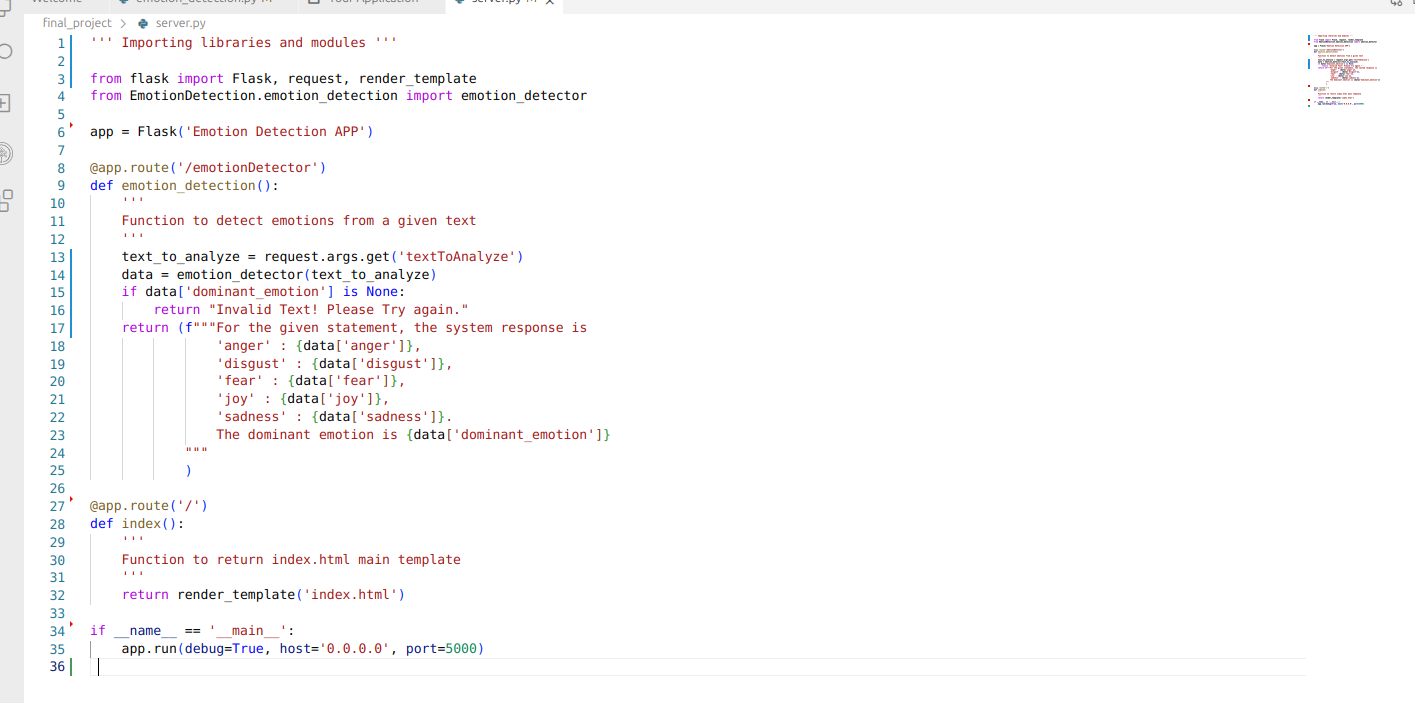 Welcome emotion_detection.py M Your Application server.py M
final_project > server.py
1 ''' Importing libraries and modules '''
2
3 from flask import Flask, request, render_template
4 from EmotionDetection.emotion_detection import emotion_detector
5
6 app = Flask('Emotion Detection APP')
7
8 @app.route('/emotionDetector')
9 def emotion_detection():
10     '''
11     Function to detect emotions from a given text
12     '''
13     text_to_analyze = request.args.get('textToAnalyze')
14     data = emotion_detector(text_to_analyze)
15     if data['dominant_emotion'] is None:
16         return "Invalid Text! Please Try again."
17     return (f"""For the given statement, the system response is
18                 'anger' : {data['anger']},
19                 'disgust' : {data['disgust']},
20                 'fear' : {data['fear']},
21                 'joy' : {data['joy']},
22                 'sadness' : {data['sadness']}.
23                 The dominant emotion is {data['dominant_emotion']}
24             """
25             )
26
27 @app.route('/')
28 def index():
29     '''
30     Function to return index.html main template
31     '''
32     return render_template('index.html')
33
34 if __name__ == '__main__':
35     app.run(debug=True, host='0.0.0.0', port=5000)
36